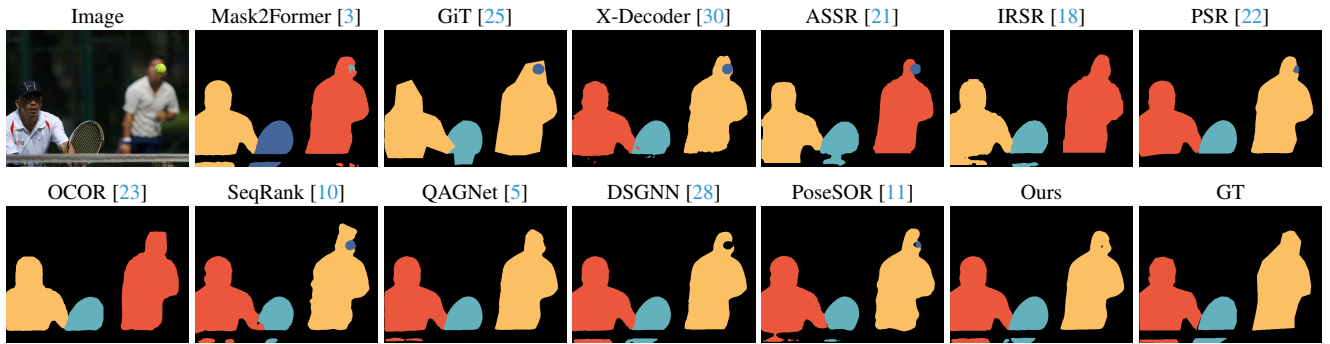 Image Mask2Former [3] GiT [25] X-Decoder [30] ASSR [21] IRSR [18] PSR [22]
OCOR [23] SeqRank [10] QAGNet [5] DSGNN [28] PoseSOR [11] Ours GT